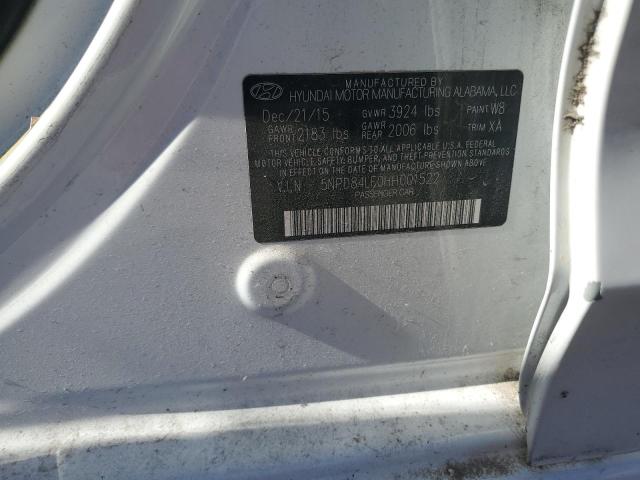 MANUFACTURED BY
HYUNDAI MOTOR MANUFACTURING ALABAMA, LLC
Dec/21/15 GVWR 3924 lbs PAINT W8
GAWR FRONT 2183 lbs GAWR REAR 2006 lbs TRIM XA
THIS VEHICLE CONFORMS TO ALL APPLICABLE U.S.A FEDERAL
MOTOR VEHICLE SAFETY, BUMPER, AND THEFT-PREVENTION STANDARDS
IN EFFECT ON THE DATE OF MANUFACTURE SHOWN ABOVE.
V.I.N 5NPD84LF0HH001522
PASSENGER CAR